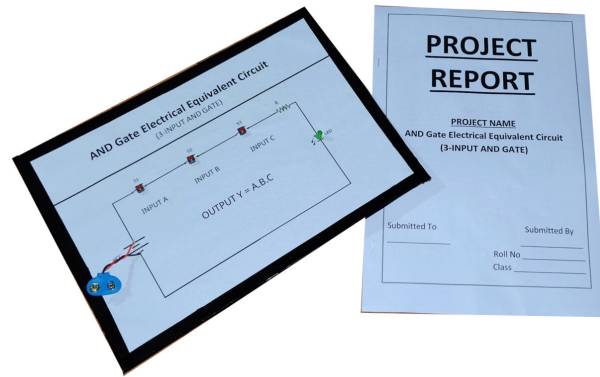 AND Gate Electrical Equivalent Circuit
(3-INPUT AND GATE)
S1
S2
S3
R
LED
INPUT A
INPUT B
INPUT C
OUTPUT Y = A.B.C
PROJECT
REPORT
PROJECT NAME
AND Gate Electrical Equivalent Circuit
(3-INPUT AND GATE)
Submitted To
Submitted By
Roll No
Class